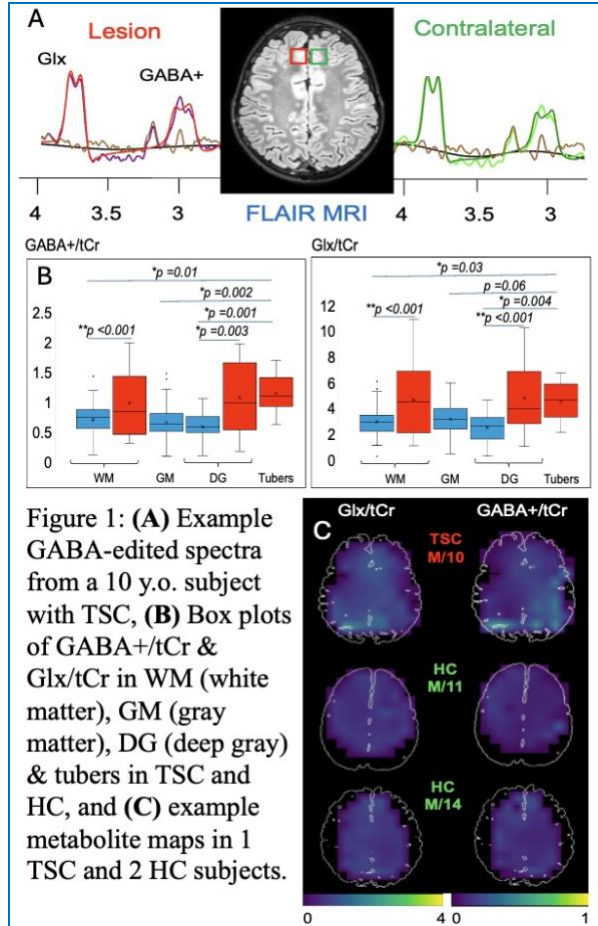 A
Lesion
Contralateral
Glx
GABA+
4 3.5 3
FLAIR MRI
4 3.5 3
GABA+/tCr
Glx/tCr
B
*p =0.01
*p =0.002
*p =0.001
**p <0.001
*p =0.003
2.5
2
1.5
1
0.5
0
WM GM DG Tubers
*p =0.03
p =0.06
*p =0.004
**p <0.001
**p <0.001
12
10
8
6
4
2
0
WM GM DG Tubers
Figure 1: (A) Example
GABA-edited spectra
from a 10 y.o. subject
with TSC, (B) Box plots
of GABA+/tCr &
Glx/tCr in WM (white
matter), GM (gray
matter), DG (deep gray)
& tubers in TSC and
HC, and (C) example
metabolite maps in 1
TSC and 2 HC subjects.
C
Glx/tCr GABA+/tCr
TSC
M/10
HC
M/11
HC
M/14
0 4 0 1